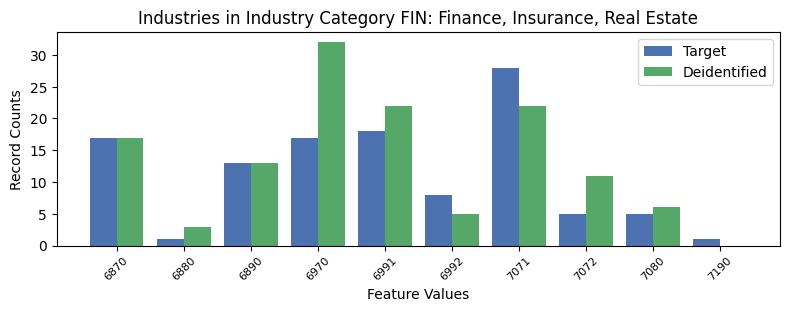 Industries in Industry Category FIN: Finance, Insurance, Real Estate
Target
Deidentified
Record Counts
30
25
20
15
10
5
0
6870 6880 6890 6970 6991 6992 7071 7072 7080 7190
Feature Values